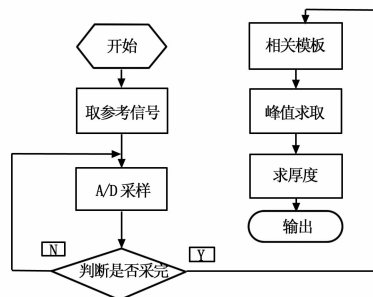 开始
取参考信号
A/D 采样
N
判断是否采完
Y
相关模板
峰值求取
求厚度
输出